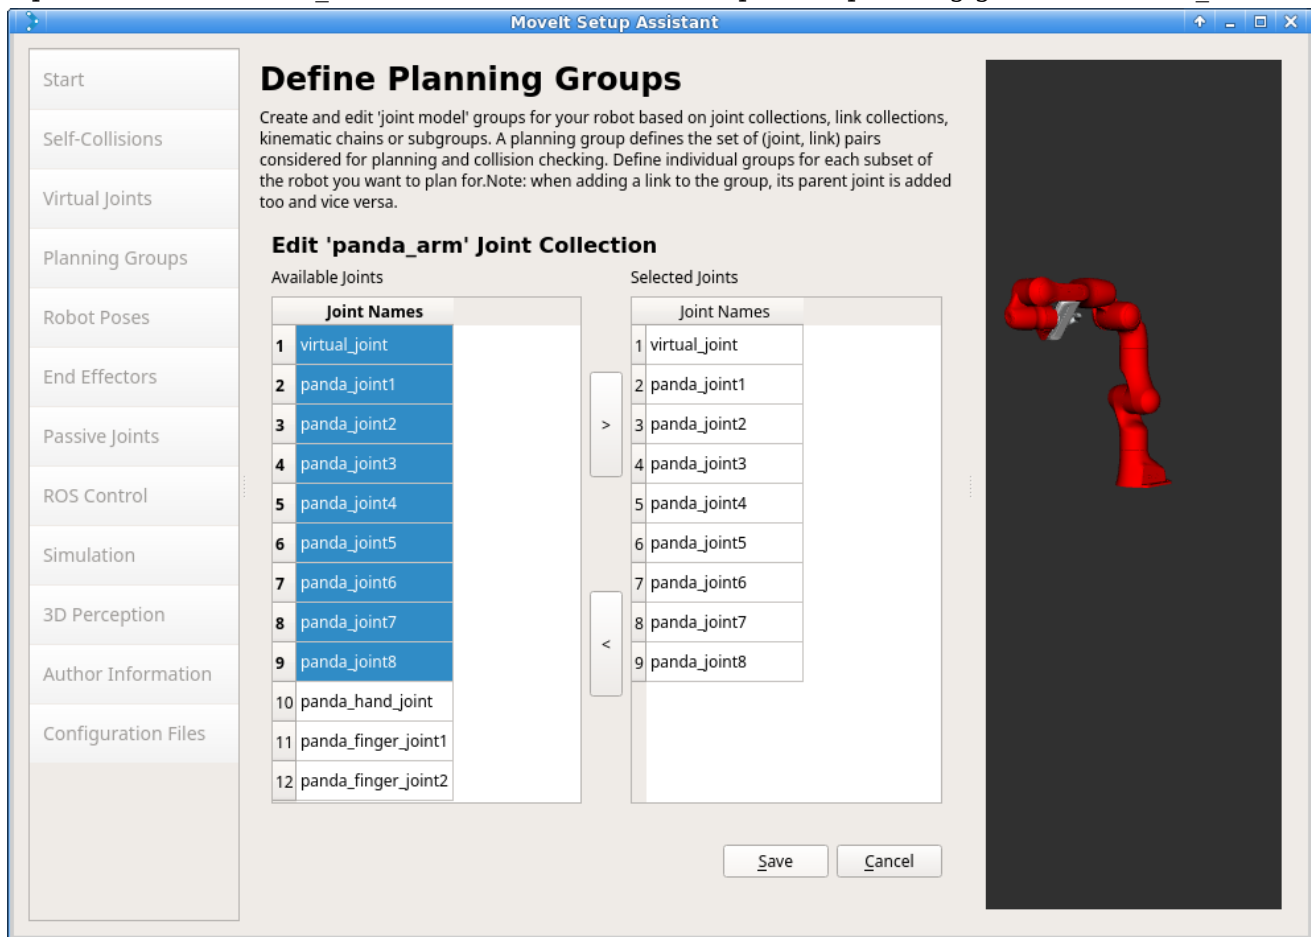 MoveIt Setup Assistant
Start
Self-Collisions
Virtual Joints
Planning Groups
Robot Poses
End Effectors
Passive Joints
ROS Control
Simulation
3D Perception
Author Information
Configuration Files
Define Planning Groups
Create and edit 'joint model' groups for your robot based on joint collections, link collections,
kinematic chains or subgroups. A planning group defines the set of (joint, link) pairs
considered for planning and collision checking. Define individual groups for each subset of
the robot you want to plan for.Note: when adding a link to the group, its parent joint is added
too and vice versa.
Edit 'panda_arm' Joint Collection
Available Joints
Joint Names
1 virtual_joint
2 panda_joint1
3 panda_joint2
4 panda_joint3
5 panda_joint4
6 panda_joint5
7 panda_joint6
8 panda_joint7
9 panda_joint8
10 panda_hand_joint
11 panda_finger_joint1
12 panda_finger_joint2
>
<
Selected Joints
Joint Names
1 virtual_joint
2 panda_joint1
3 panda_joint2
4 panda_joint3
5 panda_joint4
6 panda_joint5
7 panda_joint6
8 panda_joint7
9 panda_joint8
Save
Cancel